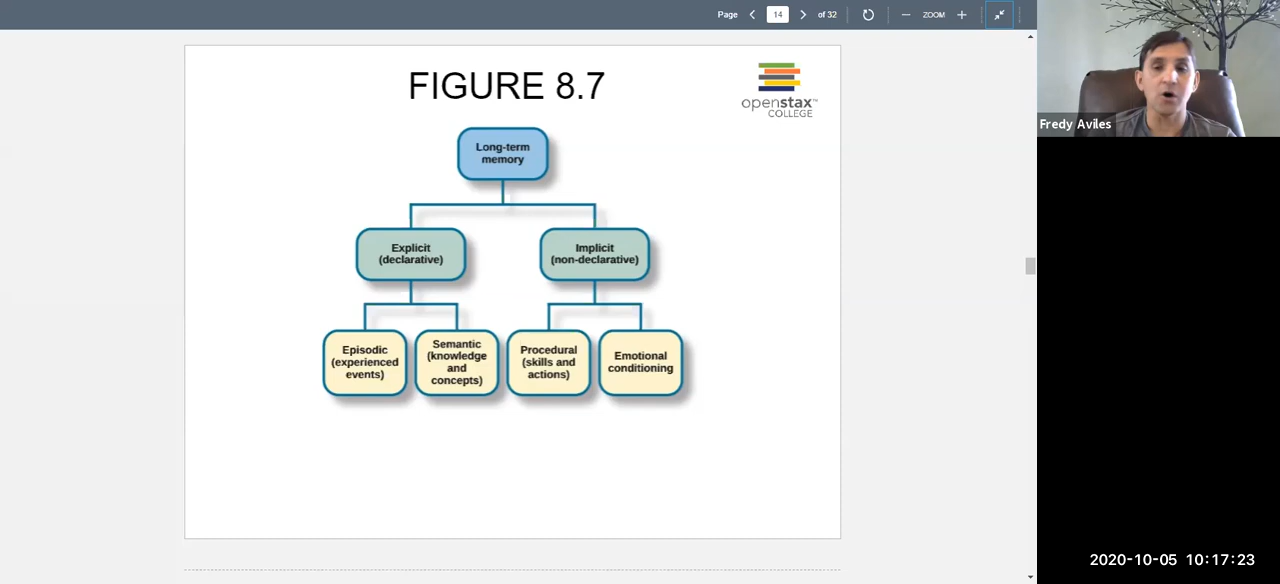 Page 14 of 32 ZOOM
FIGURE 8.7
openstax™
COLLEGE
Long-term
memory
Explicit
(declarative)
Implicit
(non-declarative)
Episodic
(experienced
events)
Semantic
(knowledge
and
concepts)
Procedural
(skills and
actions)
Emotional
conditioning
Fredy Aviles
2020-10-05 10:17:23